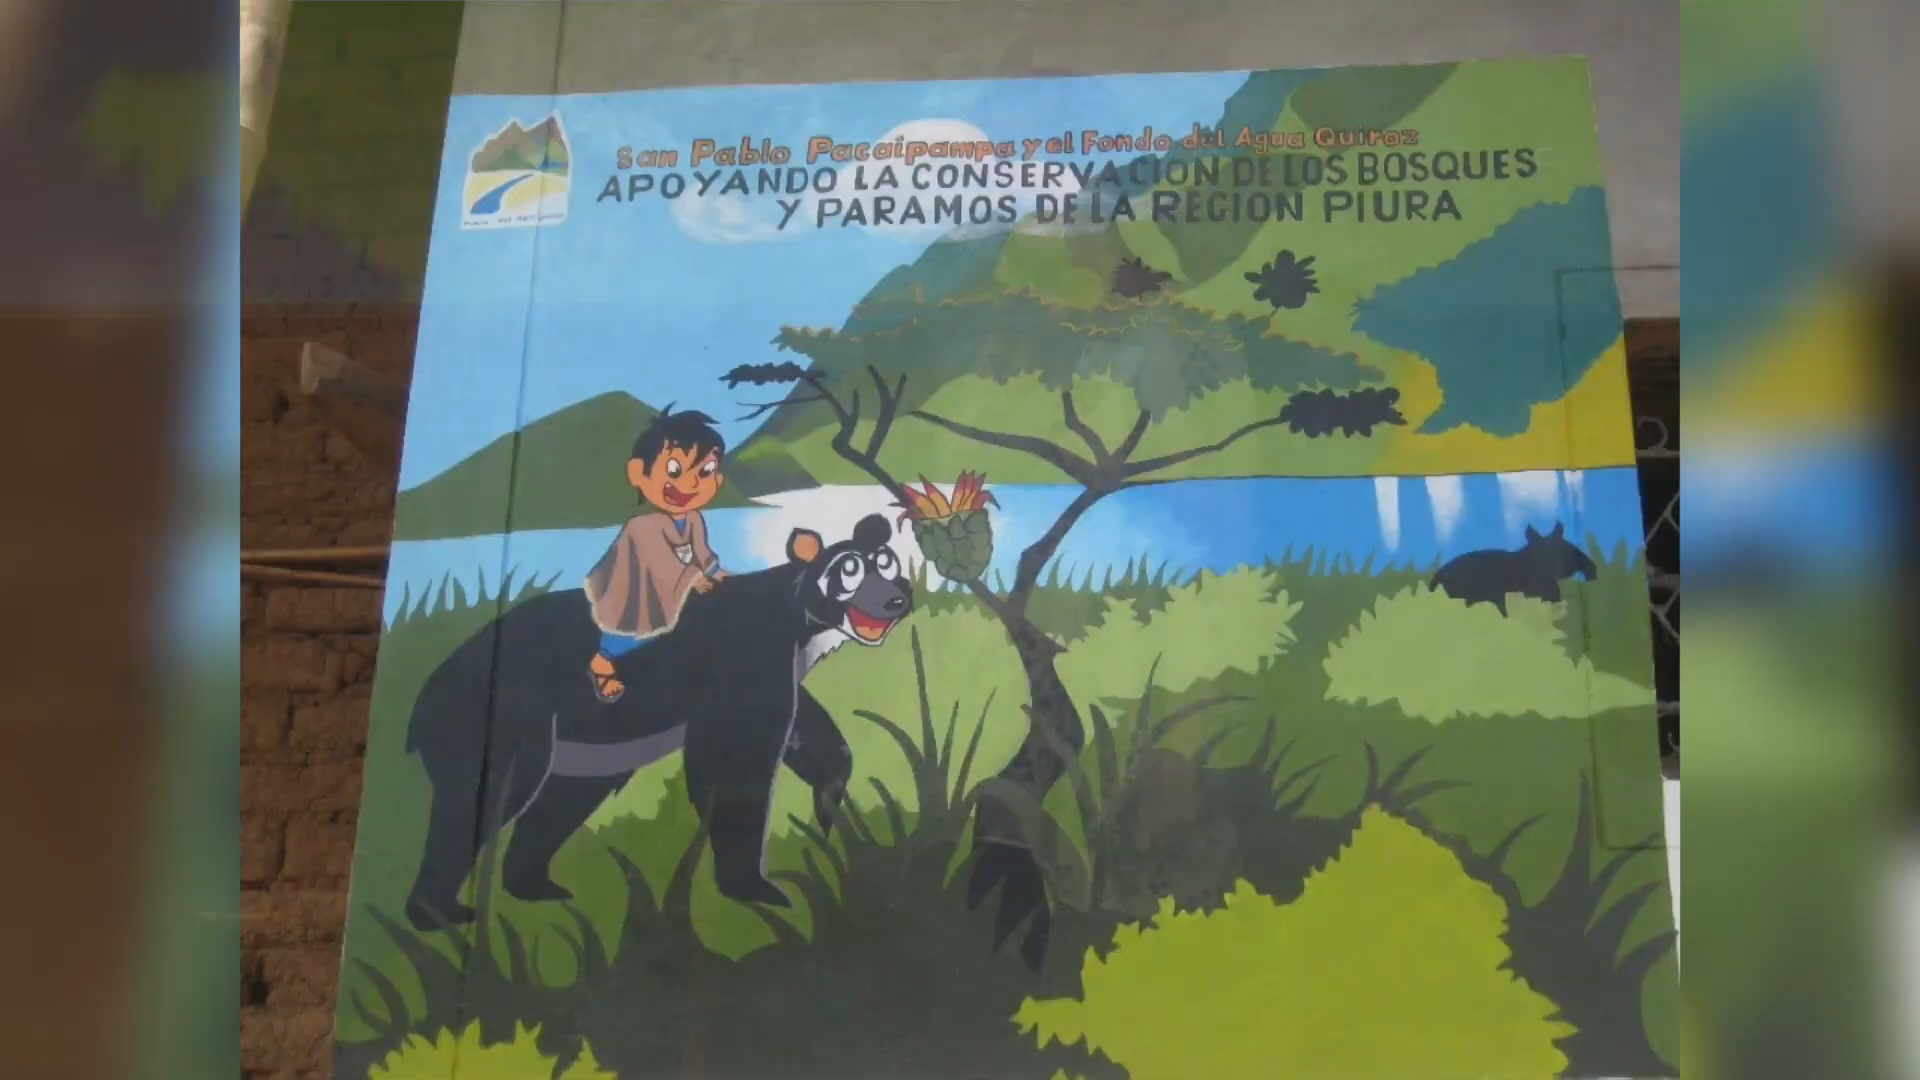 San Pablo Pacaipampa y el Fondo del Agua Quiroz
APOYANDO LA CONSERVACION DE LOS BOSQUES
Y PARAMOS DE LA REGION PIURA